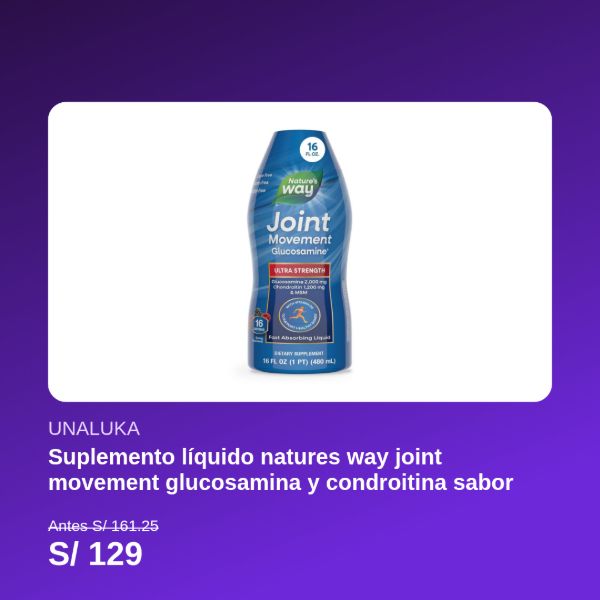 16
FL OZ.
Nature's
way
Joint
Movement
Glucosamine
ULTRA STRENGTH
Glucosamine 2,000 mg
Chondroitin 1,200 mg
& MSM
16
Fast Absorbing Liquid
DIETARY SUPPLEMENT
16 FL OZ (1 PT) (480 mL)
UNALUKA
Suplemento líquido natures way joint
movement glucosamina y condroitina sabor
Antes S/ 161.25
S/ 129